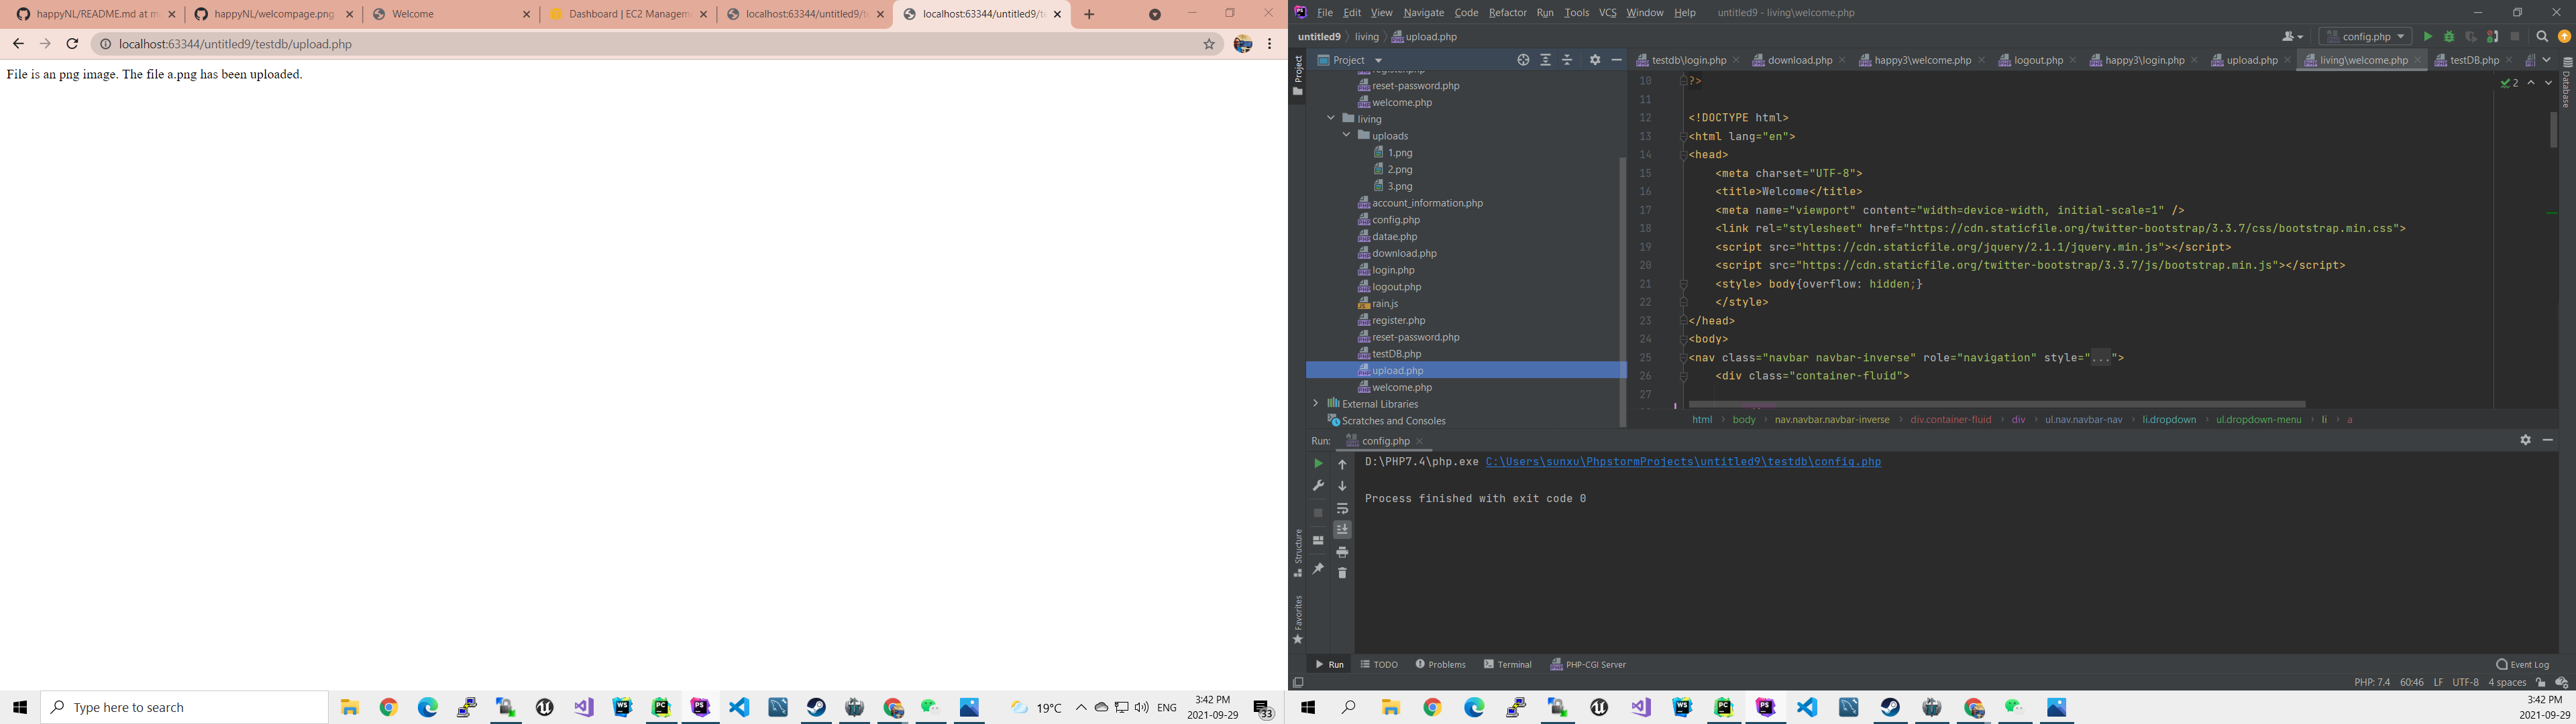 happyNL/README.md at m
happyNL/welcompage.png
Welcome
Dashboard | EC2 Managem
localhost:63344/untitled9/te
localhost:63344/untitled9/te
localhost:63344/untitled9/testdb/upload.php
File is an png image. The file a.png has been uploaded.
File Edit View Navigate Code Refactor Run Tools VCS Window Help untitled9 - living\welcome.php
untitled9 living upload.php
config.php
Project
testdb\login.php download.php happy3\welcome.php logout.php happy3\login.php upload.php living\welcome.php testDB.php
Project
Database
register.php
reset-password.php
welcome.php
living
uploads
1.png
2.png
3.png
account_information.php
config.php
datae.php
download.php
login.php
logout.php
rain.js
register.php
reset-password.php
testDB.php
upload.php
welcome.php
External Libraries
Scratches and Consoles
2
10 ?>
11
12 <!DOCTYPE html>
13 <html lang="en">
14 <head>
15 <meta charset="UTF-8">
16 <title>Welcome</title>
17 <meta name="viewport" content="width=device-width, initial-scale=1" />
18 <link rel="stylesheet" href="https://cdn.staticfile.org/twitter-bootstrap/3.3.7/css/bootstrap.min.css">
19 <script src="https://cdn.staticfile.org/jquery/2.1.1/jquery.min.js"></script>
20 <script src="https://cdn.staticfile.org/twitter-bootstrap/3.3.7/js/bootstrap.min.js"></script>
21 <style> body{overflow: hidden;}
22 </style>
23 </head>
24 <body>
25 <nav class="navbar navbar-inverse" role="navigation" style="...">
26 <div class="container-fluid">
27
html body nav.navbar.navbar-inverse div.container-fluid div ul.nav.navbar-nav li.dropdown ul.dropdown-menu li a
Run: config.php
D:\PHP7.4\php.exe C:\Users\sunxu\PhpstormProjects\untitled9\testdb\config.php
Process finished with exit code 0
Structure
Favorites
Run TODO Problems Terminal PHP-CGI Server Event Log
PHP: 7.4 60:46 LF UTF-8 4 spaces
Type here to search
19°C ENG
3:42 PM
2021-09-29
33
3:42 PM
2021-09-29